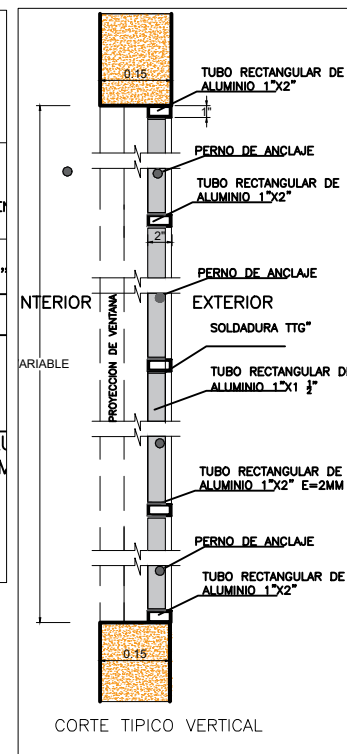 0.15
TUBO RECTANGULAR DE
ALUMINIO 1"X2"
1"
PERNO DE ANCLAJE
TUBO RECTANGULAR DE
ALUMINIO 1"X2"
2"
PERNO DE ANCLAJE
NTERIOR
EXTERIOR
PROYECCION DE VENTANA
SOLDADURA TTG"
ARIABLE
TUBO RECTANGULAR DE
ALUMINIO 1"X1 ½"
TUBO RECTANGULAR DE
ALUMINIO 1"X2" E=2MM
PERNO DE ANCLAJE
TUBO RECTANGULAR DE
ALUMINIO 1"X2"
0.15
CORTE TIPICO VERTICAL